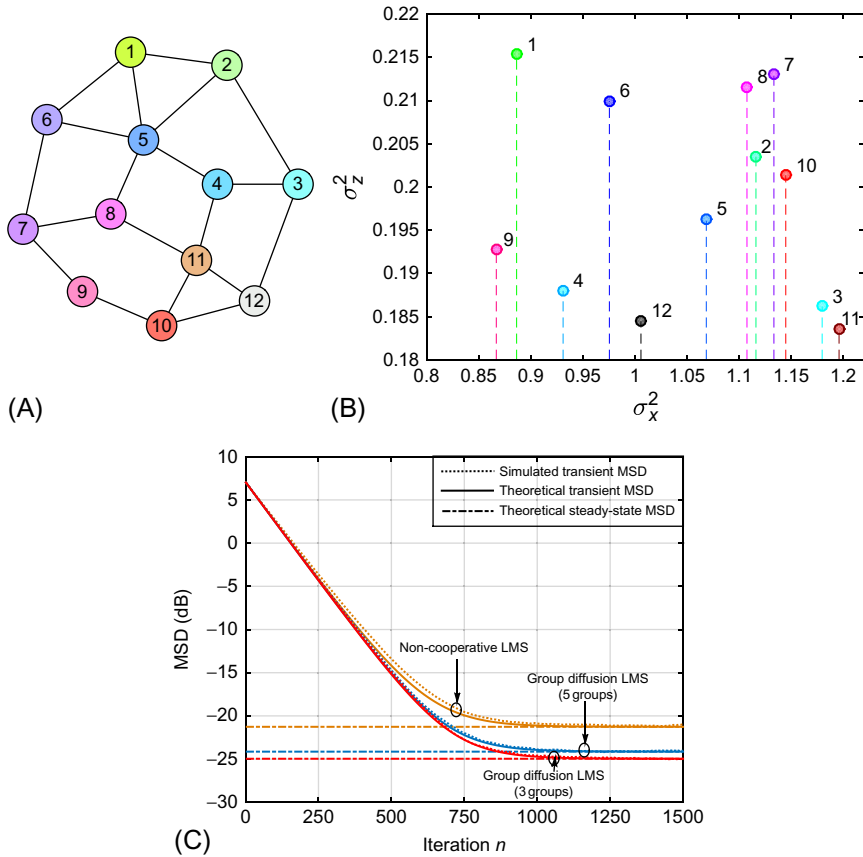 1
2
6
5
4
3
8
7
11
9
12
10
(A)
0.22
0.215
0.21
0.205
0.2
0.195
0.19
0.185
0.18
σ_z^2
0.8 0.85 0.9 0.95 1 1.05 1.1 1.15 1.2
σ_x^2
1
6
8
7
2
10
5
9
4
12
3
11
(B)
10
5
0
−5
−10
−15
−20
−25
−30
MSD (dB)
Simulated transient MSD
Theoretical transient MSD
Theoretical steady-state MSD
Non-cooperative LMS
Group diffusion LMS
(5 groups)
Group diffusion LMS
(3 groups)
0 250 500 750 1000 1250 1500
Iteration n
(C)